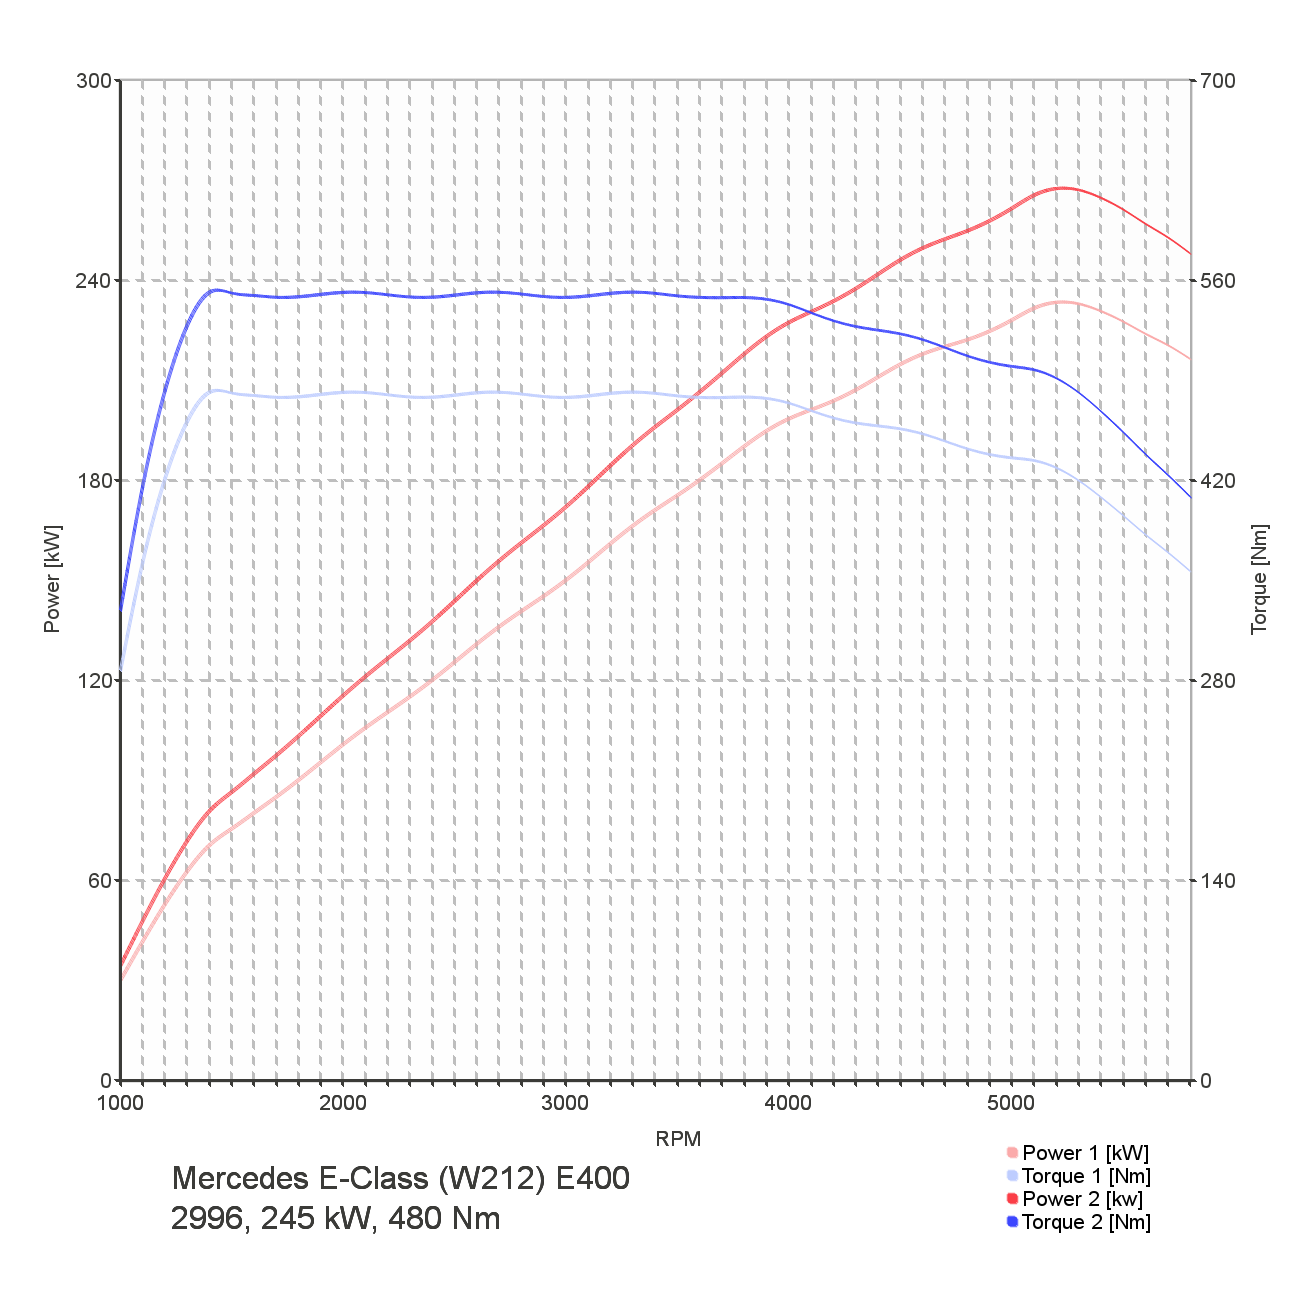 300
700
240
560
180
420
Power [kW]
Torque [Nm]
120
280
60
140
0
0
1000
2000
3000
4000
5000
RPM
Power 1 [kW]
Torque 1 [Nm]
Power 2 [kw]
Torque 2 [Nm]
Mercedes E-Class (W212) E400
2996, 245 kW, 480 Nm